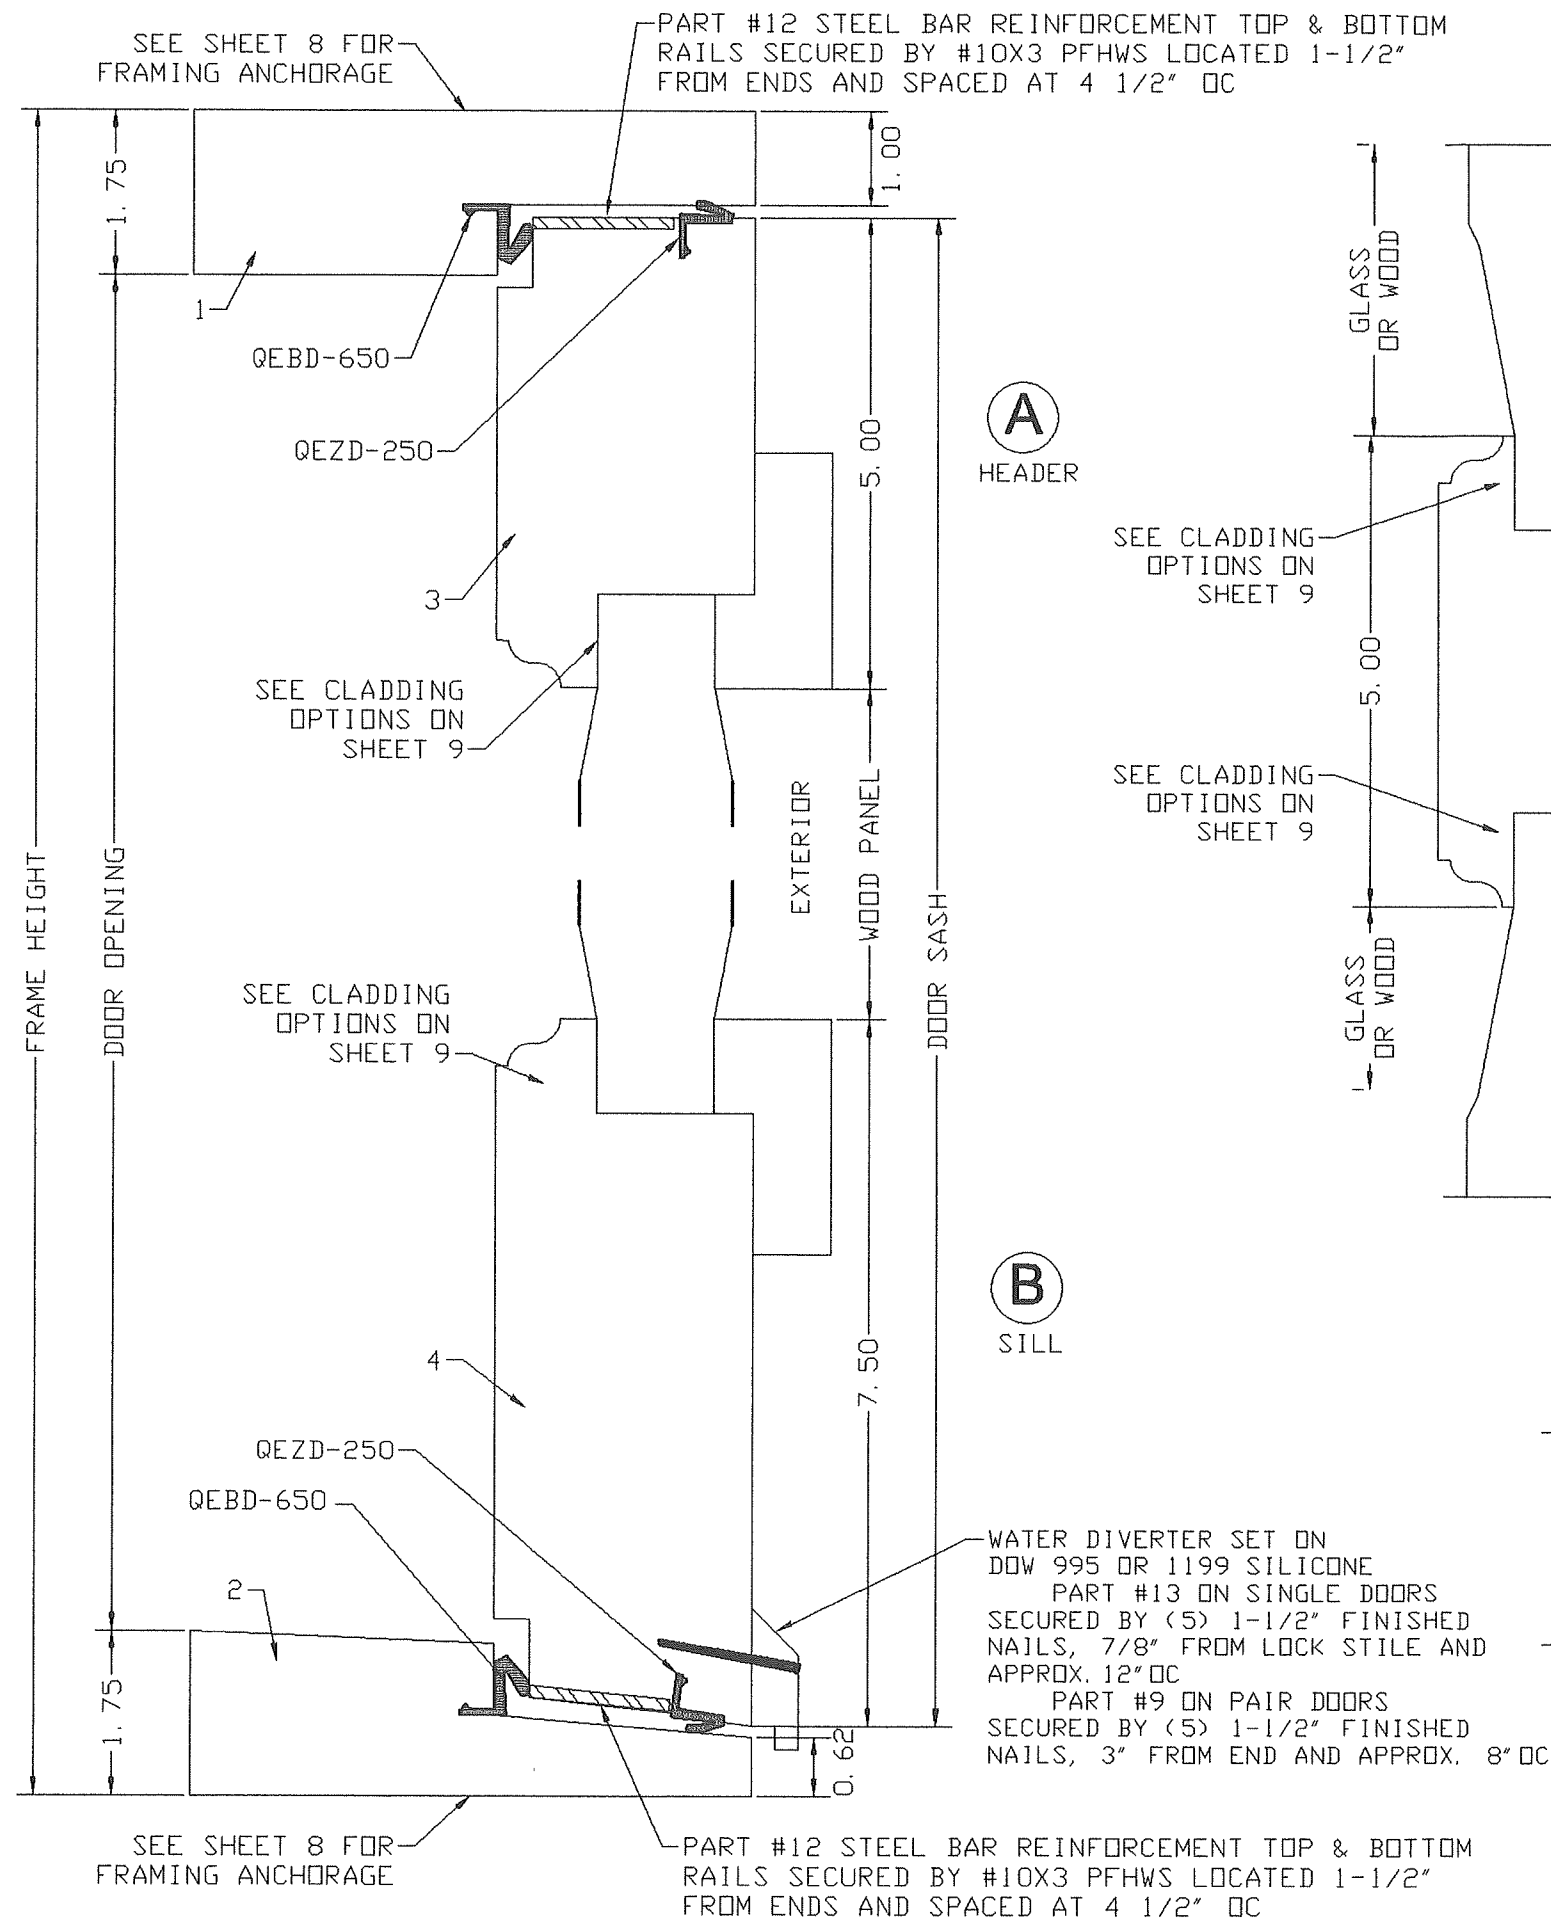 SEE SHEET 8 FOR
FRAMING ANCHORAGE
PART #12 STEEL BAR REINFORCEMENT TOP & BOTTOM
RAILS SECURED BY #10X3 PFHWS LOCATED 1-1/2"
FROM ENDS AND SPACED AT 4 1/2" OC
1.75
1.00
1
QEBD-650
QEZD-250
5.00
A
HEADER
3
SEE CLADDING
OPTIONS ON
SHEET 9
EXTERIOR
WOOD PANEL
DOOR SASH
FRAME HEIGHT
DOOR OPENING
SEE CLADDING
OPTIONS ON
SHEET 9
B
SILL
4
7.50
QEZD-250
QEBD-650
2
1.75
0.62
WATER DIVERTER SET ON
DOW 995 OR 1199 SILICONE
PART #13 ON SINGLE DOORS
SECURED BY (5) 1-1/2" FINISHED
NAILS, 7/8" FROM LOCK STILE AND
APPROX. 12" OC
PART #9 ON PAIR DOORS
SECURED BY (5) 1-1/2" FINISHED
NAILS, 3" FROM END AND APPROX. 8" OC
SEE SHEET 8 FOR
FRAMING ANCHORAGE
PART #12 STEEL BAR REINFORCEMENT TOP & BOTTOM
RAILS SECURED BY #10X3 PFHWS LOCATED 1-1/2"
FROM ENDS AND SPACED AT 4 1/2" OC
GLASS
OR WOOD
SEE CLADDING
OPTIONS ON
SHEET 9
5.00
SEE CLADDING
OPTIONS ON
SHEET 9
GLASS
OR WOOD